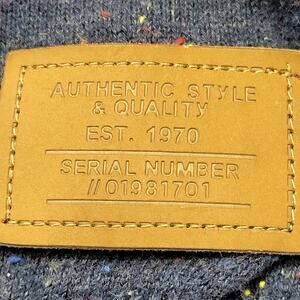 AUTHENTIC STYLE
& QUALITY
EST. 1970
SERIAL NUMBER
//01981701